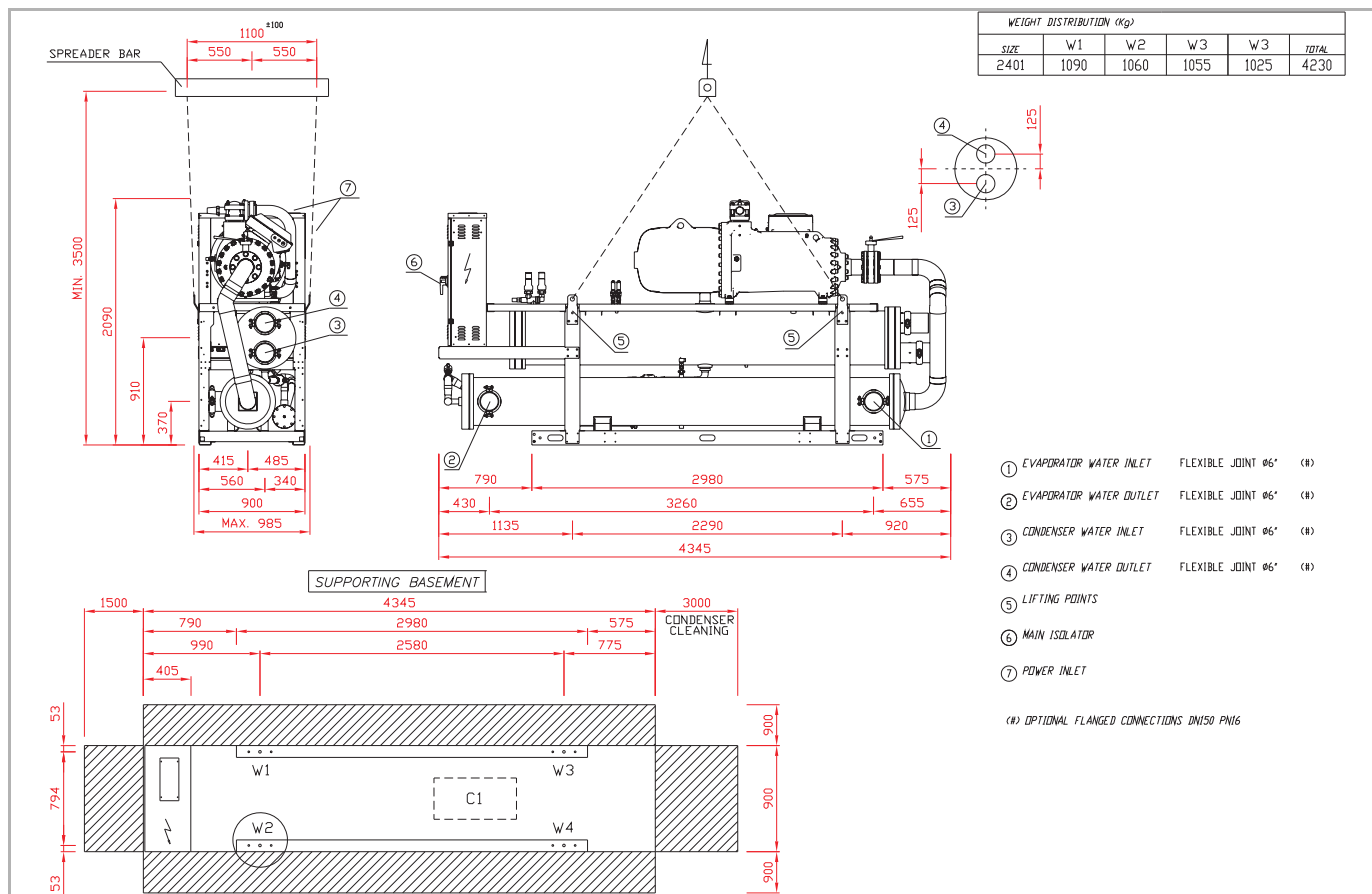 1100 ±100
550 550
SPREADER BAR
MIN. 3500
2090
910
370
7
4
3
415 485
560 340
900
MAX. 985
WEIGHT DISTRIBUTION (Kg)
SIZE W1 W2 W3 W3 TOTAL
2401 1090 1060 1055 1025 4230
4
125
3
125
6
5
5
2
1
790 2980 575
430 3260 655
1135 2290 920
4345
1 EVAPORATOR WATER INLET FLEXIBLE JOINT Ø6" (#)
2 EVAPORATOR WATER OUTLET FLEXIBLE JOINT Ø6" (#)
3 CONDENSER WATER INLET FLEXIBLE JOINT Ø6" (#)
4 CONDENSER WATER OUTLET FLEXIBLE JOINT Ø6" (#)
5 LIFTING POINTS
6 MAIN ISOLATOR
7 POWER INLET
(#) OPTIONAL FLANGED CONNECTIONS DN150 PN16
SUPPORTING BASEMENT
1500 4345 3000
790 2980 575
CONDENSER
CLEANING
990 2580 775
405
53
794
53
900
900
900
W1 W3
C1
W2 W4